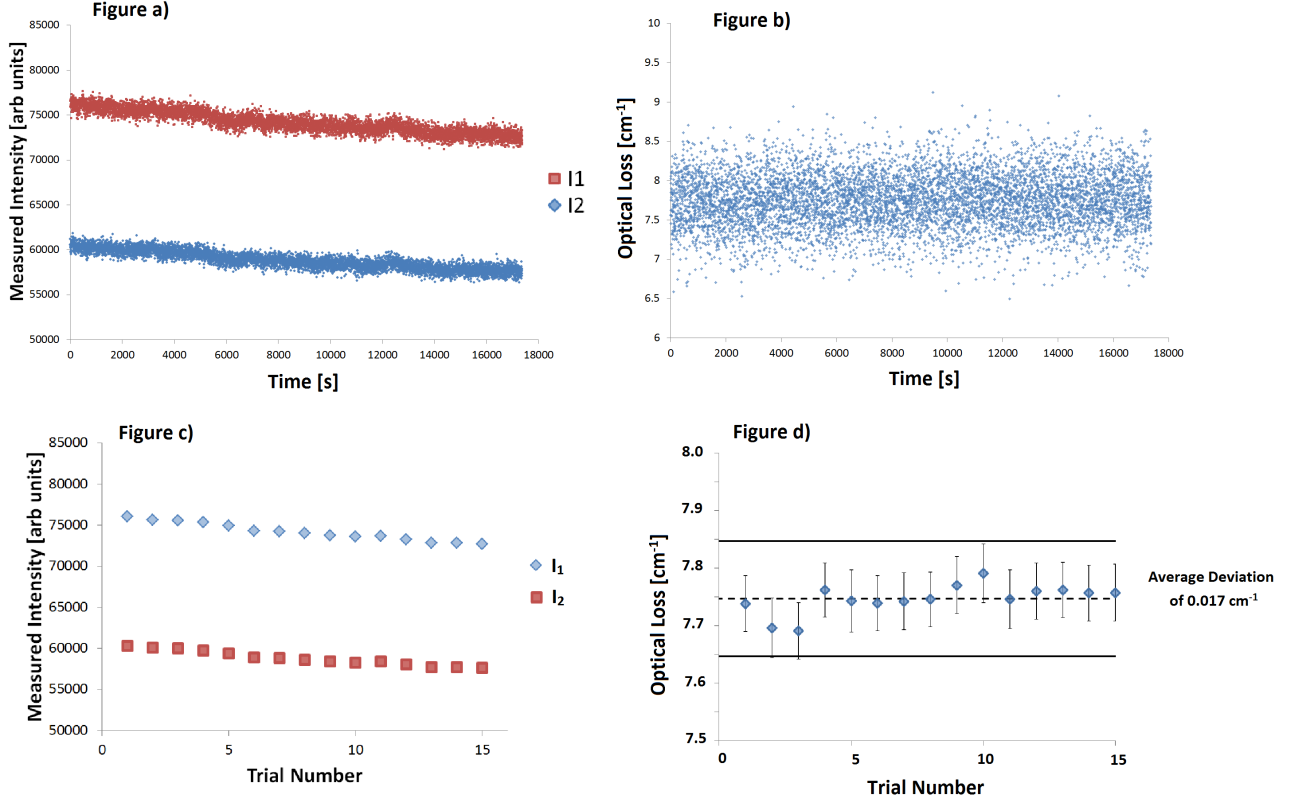 Figure a)
85000
80000
75000
70000
65000
60000
55000
50000
0 2000 4000 6000 8000 10000 12000 14000 16000 18000
Measured Intensity [arb units]
Time [s]
I1
I2
Figure b)
10
9.5
9
8.5
8
7.5
7
6.5
6
0 2000 4000 6000 8000 10000 12000 14000 16000 18000
Optical Loss [cm⁻¹]
Time [s]
Figure c)
85000
80000
75000
70000
65000
60000
55000
50000
0 5 10 15
Measured Intensity [arb units]
Trial Number
I₁
I₂
Figure d)
8.0
7.9
7.8
7.7
7.6
7.5
0 5 10 15
Optical Loss [cm⁻¹]
Trial Number
Average Deviation
of 0.017 cm⁻¹